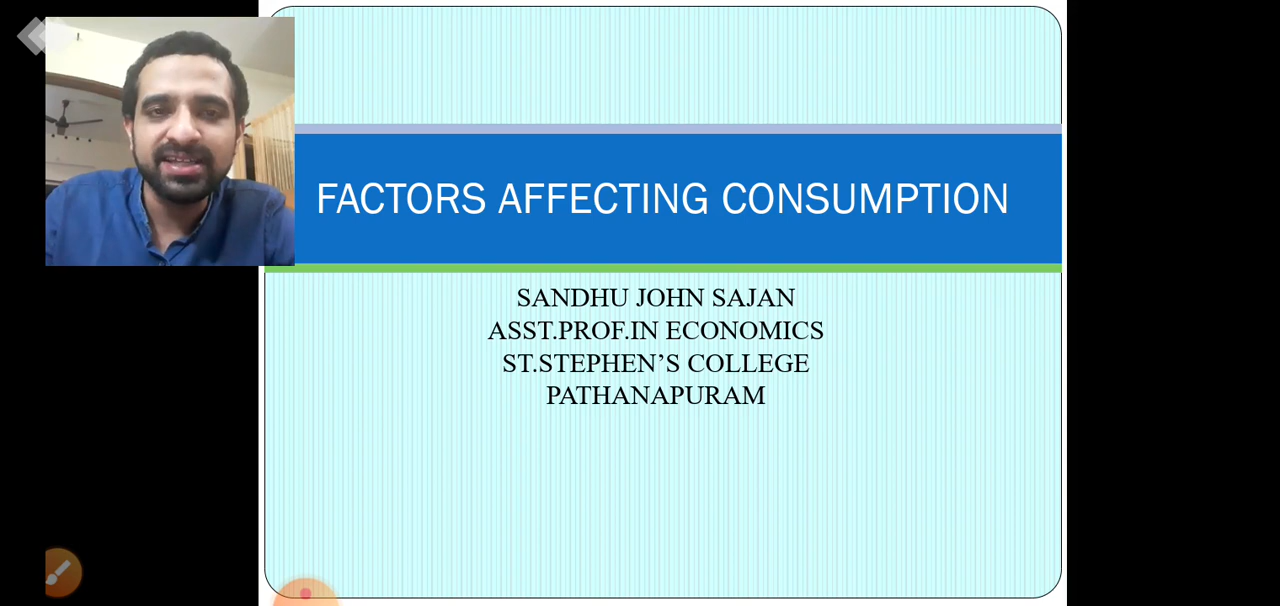 FACTORS AFFECTING CONSUMPTION
SANDHU JOHN SAJAN
ASST.PROF.IN ECONOMICS
ST.STEPHEN’S COLLEGE
PATHANAPURAM